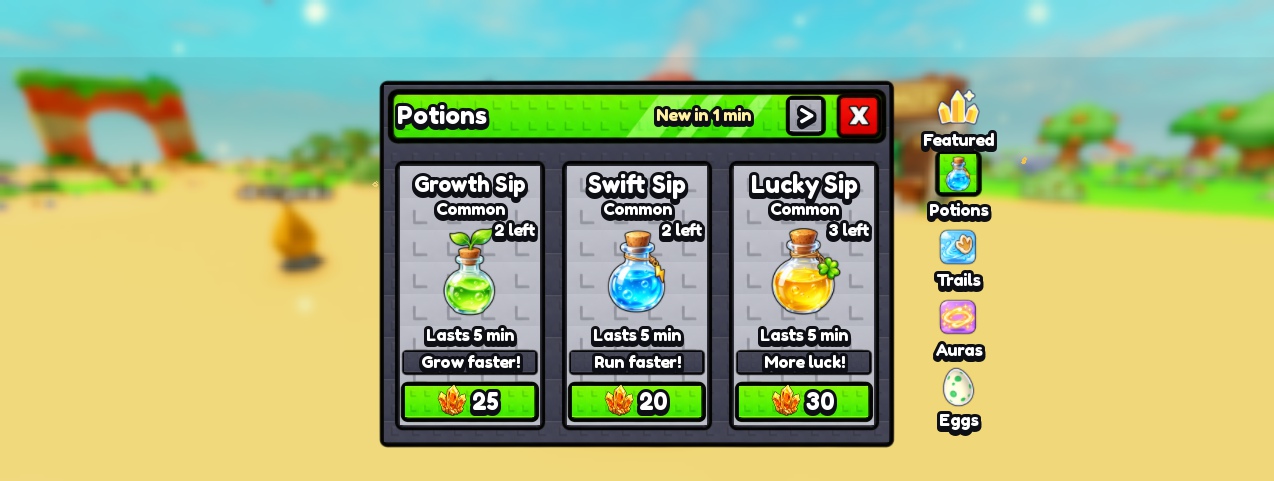 Potions
New in 1 min
>
X
Growth Sip
Common
2 left
Lasts 5 min
Grow faster!
25
Swift Sip
Common
2 left
Lasts 5 min
Run faster!
20
Lucky Sip
Common
3 left
Lasts 5 min
More luck!
30
Featured
Potions
Trails
Auras
Eggs